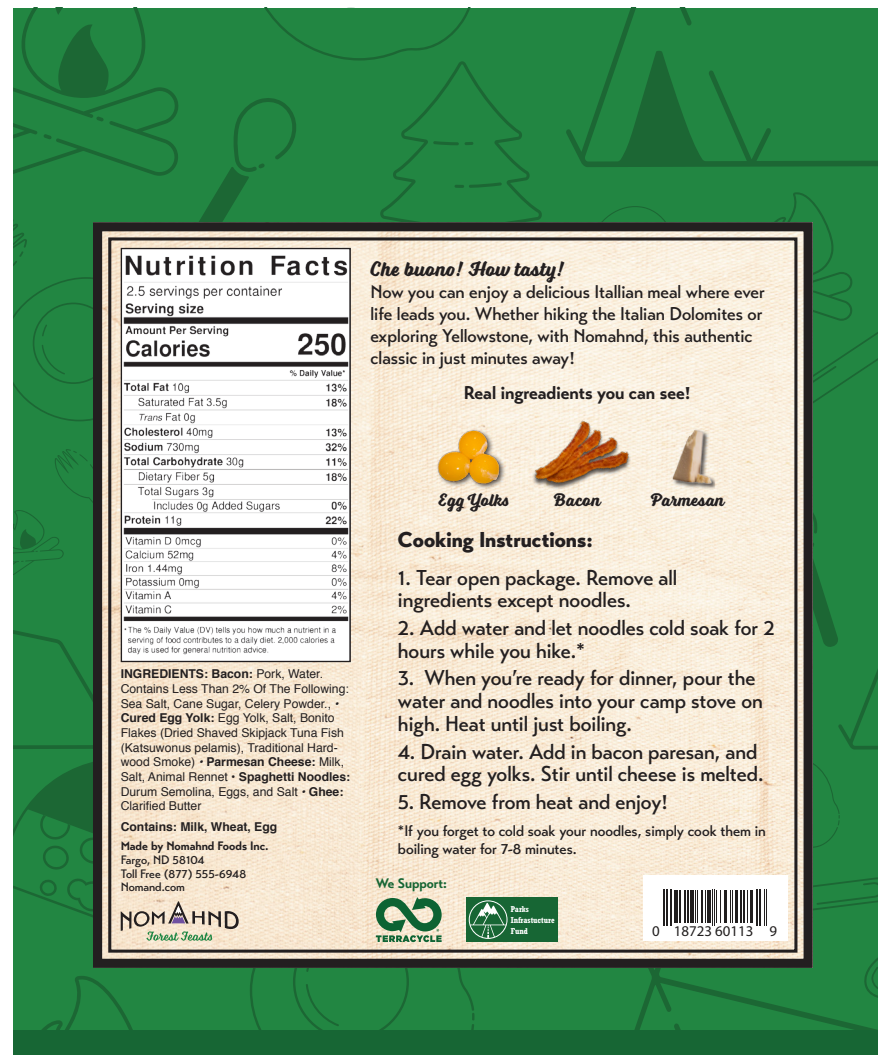 Nutrition Facts
2.5 servings per container
Serving size
Amount Per Serving
Calories 250
% Daily Value*
Total Fat 10g 13%
Saturated Fat 3.5g 18%
Trans Fat 0g
Cholesterol 40mg 13%
Sodium 730mg 32%
Total Carbohydrate 30g 11%
Dietary Fiber 5g 18%
Total Sugars 3g
Includes 0g Added Sugars 0%
Protein 11g 22%
Vitamin D 0mcg 0%
Calcium 52mg 4%
Iron 1.44mg 8%
Potassium 0mg 0%
Vitamin A 4%
Vitamin C 2%
*The % Daily Value (DV) tells you how much a nutrient in a
serving of food contributes to a daily diet. 2,000 calories a
day is used for general nutrition advice.
INGREDIENTS: Bacon: Pork, Water.
Contains Less Than 2% Of The Following:
Sea Salt, Cane Sugar, Celery Powder., •
Cured Egg Yolk: Egg Yolk, Salt, Bonito
Flakes (Dried Shaved Skipjack Tuna Fish
(Katsuwonus pelamis), Traditional Hard-
wood Smoke) • Parmesan Cheese: Milk,
Salt, Animal Rennet • Spaghetti Noodles:
Durum Semolina, Eggs, and Salt • Ghee:
Clarified Butter
Contains: Milk, Wheat, Egg
Made by Nomahnd Foods Inc.
Fargo, ND 58104
Toll Free (877) 555-6948
Nomand.com
NOMAHND
Forest Feasts
Che buono! How tasty!
Now you can enjoy a delicious Itallian meal where ever
life leads you. Whether hiking the Italian Dolomites or
exploring Yellowstone, with Nomahnd, this authentic
classic in just minutes away!
Real ingreadients you can see!
Egg Yolks Bacon Parmesan
Cooking Instructions:
1. Tear open package. Remove all
ingredients except noodles.
2. Add water and let noodles cold soak for 2
hours while you hike.*
3. When you're ready for dinner, pour the
water and noodles into your camp stove on
high. Heat until just boiling.
4. Drain water. Add in bacon paresan, and
cured egg yolks. Stir until cheese is melted.
5. Remove from heat and enjoy!
*If you forget to cold soak your noodles, simply cook them in
boiling water for 7-8 minutes.
We Support:
TERRACYCLE
Parks
Infrastucture
Fund
0 18723 60113 9